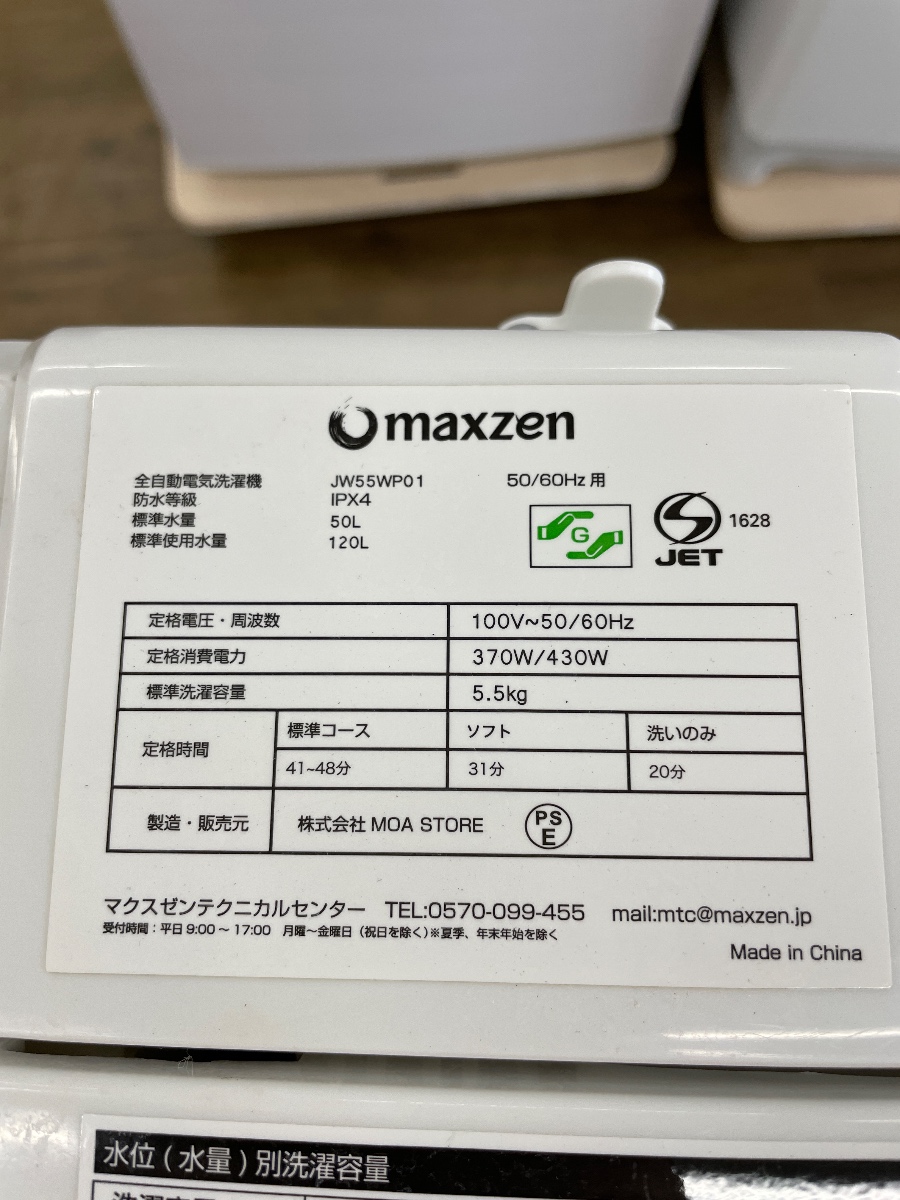 maxzen
全自動電気洗濯機 JW55WP01 50/60Hz 用
防水等級 IPX4
標準水量 50L
標準使用水量 120L
G
JET 1628
定格電圧・周波数 100V~50/60Hz
定格消費電力 370W/430W
標準洗濯容量 5.5kg
定格時間 標準コース ソフト 洗いのみ
41~48分 31分 20分
製造・販売元 株式会社 MOA STORE PSE
マクスゼンテクニカルセンター TEL:0570-099-455 mail:mtc@maxzen.jp
受付時間：平日 9:00 ～ 17:00 月曜～金曜日（祝日を除く）※夏季、年末年始を除く
Made in China
水位 ( 水量 ) 別洗濯容量